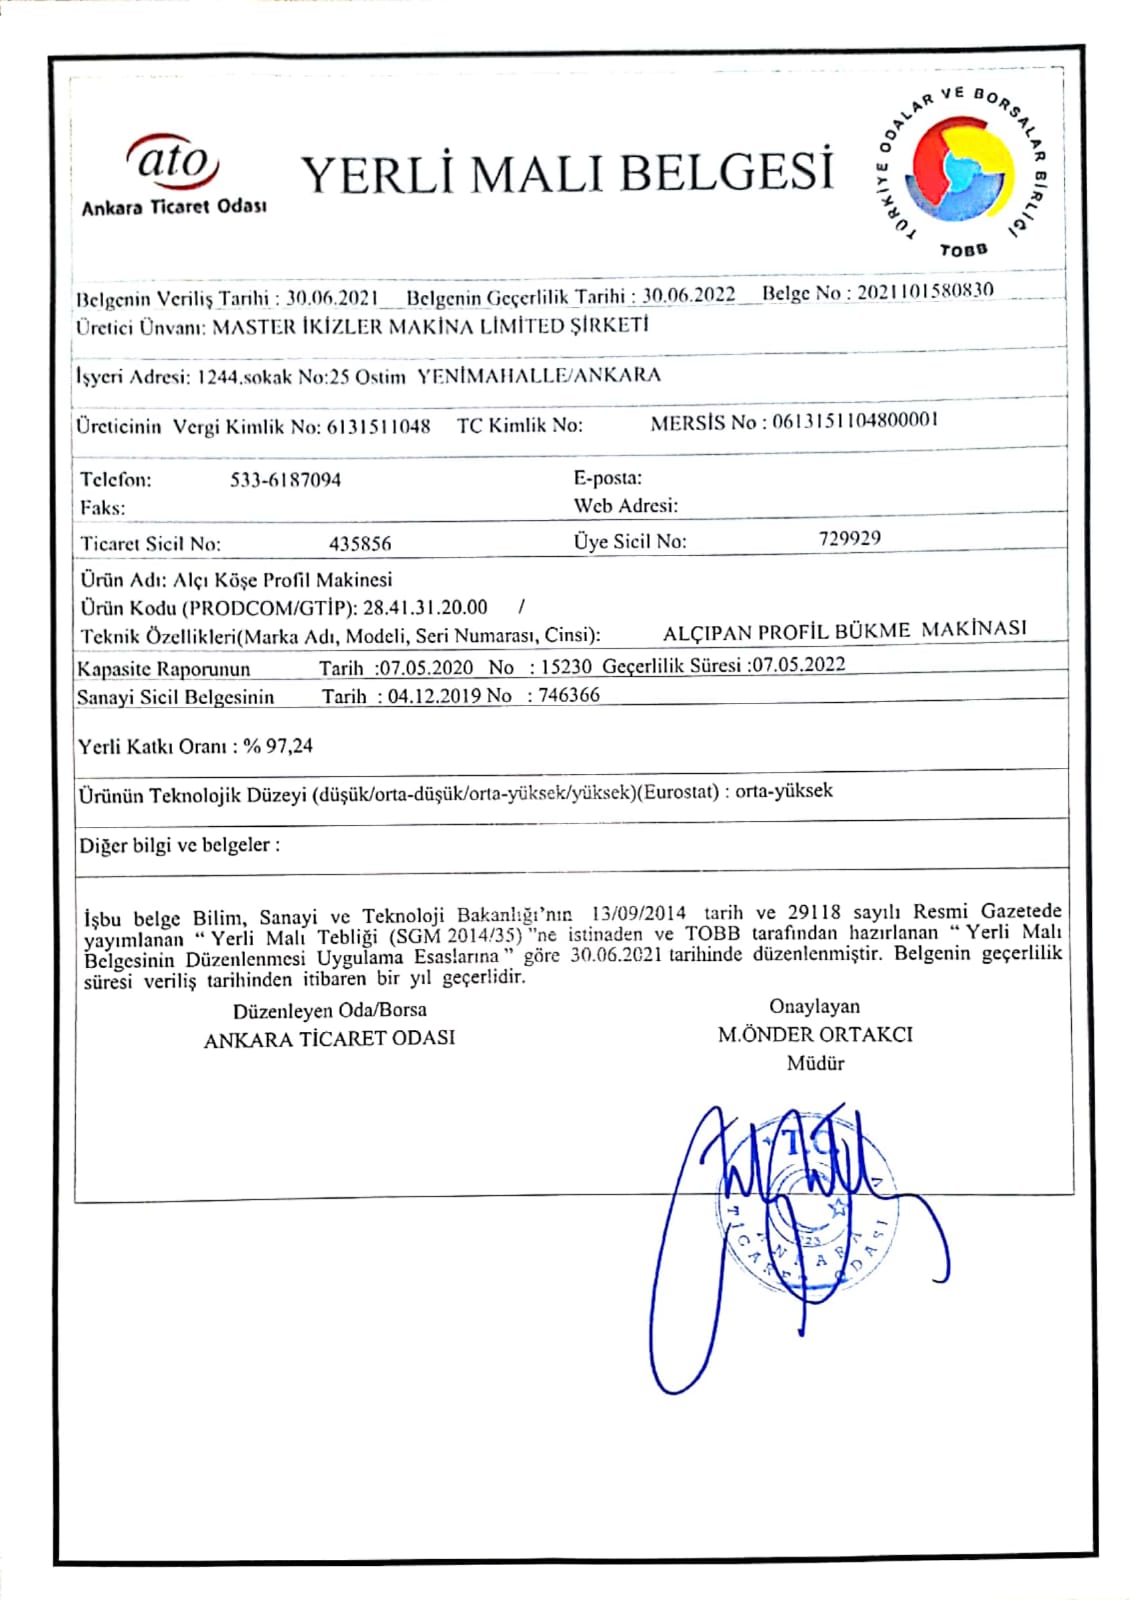 ato
Ankara Ticaret Odası
YERLİ MALI BELGESİ
TÜRKİYE ODALAR VE BORSALAR BİRLİĞİ
TOBB
Belgenin Veriliş Tarihi : 30.06.2021 Belgenin Geçerlilik Tarihi : 30.06.2022 Belge No : 2021101580830
Üretici Ünvanı: MASTER İKİZLER MAKİNA LİMİTED ŞİRKETİ
İşyeri Adresi: 1244.sokak No:25 Ostim YENİMAHALLE/ANKARA
Üreticinin Vergi Kimlik No: 6131511048 TC Kimlik No: MERSİS No : 0613151104800001
Telefon: 533-6187094 E-posta:
Faks: Web Adresi:
Ticaret Sicil No: 435856 Üye Sicil No: 729929
Ürün Adı: Alçı Köşe Profil Makinesi
Ürün Kodu (PRODCOM/GTİP): 28.41.31.20.00 /
Teknik Özellikleri(Marka Adı, Modeli, Seri Numarası, Cinsi): ALÇIPAN PROFİL BÜKME MAKİNASI
Kapasite Raporunun Tarih :07.05.2020 No : 15230 Geçerlilik Süresi :07.05.2022
Sanayi Sicil Belgesinin Tarih : 04.12.2019 No : 746366
Yerli Katkı Oranı : % 97,24
Ürünün Teknolojik Düzeyi (düşük/orta-düşük/orta-yüksek/yüksek)(Eurostat) : orta-yüksek
Diğer bilgi ve belgeler :
İşbu belge Bilim, Sanayi ve Teknoloji Bakanlığı'nın 13/09/2014 tarih ve 29118 sayılı Resmi Gazetede
yayımlanan “ Yerli Malı Tebliği (SGM 2014/35) ”ne istinaden ve TOBB tarafından hazırlanan “ Yerli Malı
Belgesinin Düzenlenmesi Uygulama Esaslarına ” göre 30.06.2021 tarihinde düzenlenmiştir. Belgenin geçerlilik
süresi veriliş tarihinden itibaren bir yıl geçerlidir.
Düzenleyen Oda/Borsa Onaylayan
ANKARA TİCARET ODASI M.ÖNDER ORTAKCI
Müdür
T.C.
ANKARA
TİCARET ODASI